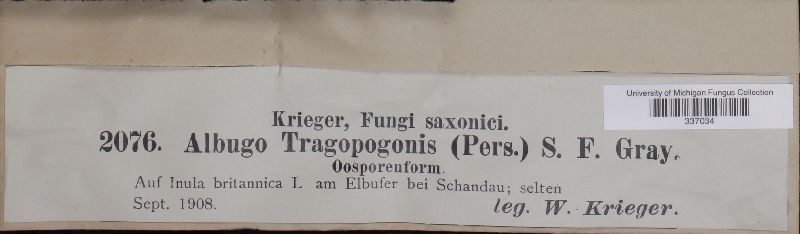 University of Michigan Fungus Collection
337034
Krieger, Fungi saxonici.
2076. Albugo Tragopogonis (Pers.) S. F. Gray.
Oosporenform.
Auf Inula britannica L am Elbufer bei Schandau; selten
Sept. 1908.
leg. W. Krieger.